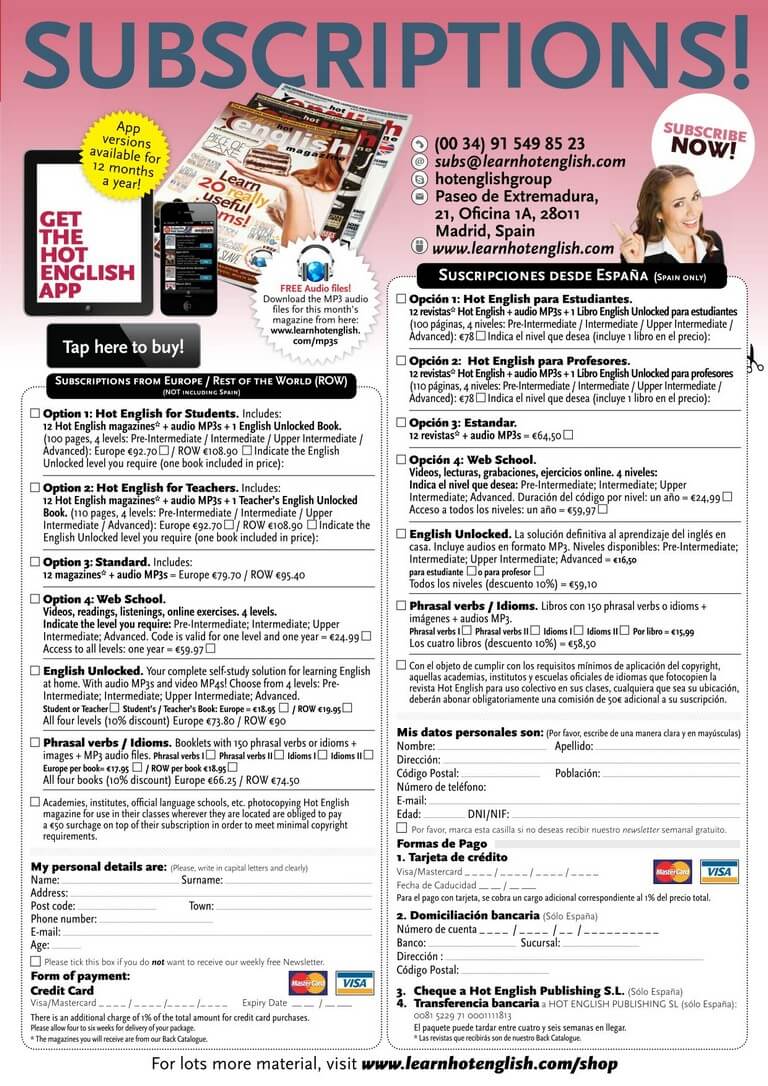 SUBSCRIPTIONS!
App
versions
available for
12 months
a year!
GET
THE
HOT
ENGLISH
APP
Tap here to buy!
hot
english
magazine
PIECE OF
CAKE
Learn
20 really
useful
FREE Audio files!
Download the MP3 audio
files for this month's
magazine from here:
www.learnhotenglish.
com/mp3s
(00 34) 91 549 85 23
subs@learnhotenglish.com
hotenglishgroup
Paseo de Extremadura,
21, Oficina 1A, 28011
Madrid, Spain
www.learnhotenglish.com
SUBSCRIBE
NOW!
Subscriptions from Europe / Rest of the World (ROW)
(NOT INCLUDING SPAIN)
Option 1: Hot English for Students. Includes:
12 Hot English magazines* + audio MP3s + 1 English Unlocked Book.
(100 pages, 4 levels: Pre-Intermediate / Intermediate / Upper Intermediate /
Advanced): Europe €92.70 / ROW €108.90 Indicate the English
Unlocked level you require (one book included in price):
Option 2: Hot English for Teachers. Includes:
12 Hot English magazines* + audio MP3s + 1 Teacher's English Unlocked
Book. (110 pages, 4 levels: Pre-Intermediate / Intermediate / Upper
Intermediate / Advanced): Europe €92.70 / ROW €108.90 Indicate the
English Unlocked level you require (one book included in price):
Option 3: Standard. Includes:
12 magazines* + audio MP3s = Europe €79.70 / ROW €95.40
Option 4: Web School.
Videos, readings, listenings, online exercises. 4 levels.
Indicate the level you require: Pre-Intermediate; Intermediate; Upper
Intermediate; Advanced. Code is valid for one level and one year = €24.99
Access to all levels: one year = €59.97
English Unlocked. Your complete self-study solution for learning English
at home. With audio MP3s and video MP4s! Choose from 4 levels: Pre-
Intermediate; Intermediate; Upper Intermediate; Advanced.
Student or Teacher Student's / Teacher's Book: Europe = €18.95 / ROW €19.95
All four levels (10% discount) Europe €73.80 / ROW €90
Phrasal verbs / Idioms. Booklets with 150 phrasal verbs or idioms +
images + MP3 audio files. Phrasal verbs I Phrasal verbs II Idioms I Idioms II
Europe per book= €17.95 / ROW per book €18.95
All four books (10% discount) Europe €66.25 / ROW €74.50
Academies, institutes, official language schools, etc. photocopying Hot English
magazine for use in their classes wherever they are located are obliged to pay
a €50 surchage on top of their subscription in order to meet minimal copyright
requirements.
My personal details are: (Please, write in capital letters and clearly)
Name: Surname:
Address:
Post code: Town:
Phone number:
E-mail:
Age:
Please tick this box if you do not want to receive our weekly free Newsletter.
Form of payment:
Credit Card
MasterCard VISA
Visa/Mastercard _ _ _ _ / _ _ _ _ / _ _ _ _ / _ _ _ _ Expiry Date __ __ / __ __
There is an additional charge of 1% of the total amount for credit card purchases.
Please allow four to six weeks for delivery of your package.
* The magazines you will receive are from our Back Catalogue.
Suscripciones desde España (Spain only)
Opción 1: Hot English para Estudiantes.
12 revistas* Hot English + audio MP3s + 1 Libro English Unlocked para estudiantes
(100 páginas, 4 niveles: Pre-Intermediate / Intermediate / Upper Intermediate /
Advanced): €78 Indica el nivel que desea (incluye 1 libro en el precio):
Opción 2: Hot English para Profesores.
12 revistas* Hot English + audio MP3s + 1 Libro English Unlocked para profesores
(110 páginas, 4 niveles: Pre-Intermediate / Intermediate / Upper Intermediate /
Advanced): €78 Indica el nivel que desea (incluye 1 libro en el precio):
Opción 3: Estandar.
12 revistas* + audio MP3s = €64,50
Opción 4: Web School.
Videos, lecturas, grabaciones, ejercicios online. 4 niveles:
Indica el nivel que desea: Pre-Intermediate; Intermediate; Upper
Intermediate; Advanced. Duración del código por nivel: un año = €24,99
Acceso a todos los niveles: un año = €59,97
English Unlocked. La solución definitiva al aprendizaje del inglés en
casa. Incluye audios en formato MP3. Niveles disponibles: Pre-Intermediate;
Intermediate; Upper Intermediate; Advanced = €16,50
para estudiante o para profesor
Todos los niveles (descuento 10%) = €59,10
Phrasal verbs / Idioms. Libros con 150 phrasal verbs o idioms +
imágenes + audios MP3.
Phrasal verbs I Phrasal verbs II Idioms I Idioms II Por libro = €15,99
Los cuatro libros (descuento 10%) = €58,50
Con el objeto de cumplir con los requisitos mínimos de aplicación del copyright,
aquellas academias, institutos y escuelas oficiales de idiomas que fotocopien la
revista Hot English para uso colectivo en sus clases, cualquiera que sea su ubicación,
deberán abonar obligatoriamente una comisión de 50€ adicional a su suscripción.
Mis datos personales son: (Por favor, escribe de una manera clara y en mayúsculas)
Nombre: Apellido:
Dirección:
Código Postal: Población:
Número de teléfono:
E-mail:
Edad: DNI/NIF:
Por favor, marca esta casilla si no deseas recibir nuestro newsletter semanal gratuito.
Formas de Pago
1. Tarjeta de crédito
Visa/Mastercard _ _ _ _ / _ _ _ _ / _ _ _ _ / _ _ _ _
MasterCard VISA
Fecha de Caducidad __ __ / __ __
Para el pago con tarjeta, se cobra un cargo adicional correspondiente al 1% del precio total.
2. Domiciliación bancaria (Sólo España)
Número de cuenta _ _ _ _ / _ _ _ _ / _ _ / _ _ _ _ _ _ _ _ _ _
Banco: Sucursal:
Dirección :
Código Postal:
3. Cheque a Hot English Publishing S.L. (Sólo España)
4. Transferencia bancaria a HOT ENGLISH PUBLISHING SL (sólo España):
0081 5229 71 0001111813
El paquete puede tardar entre cuatro y seis semanas en llegar.
* Las revistas que recibirás son de nuestro Back Catalogue.
For lots more material, visit www.learnhotenglish.com/shop